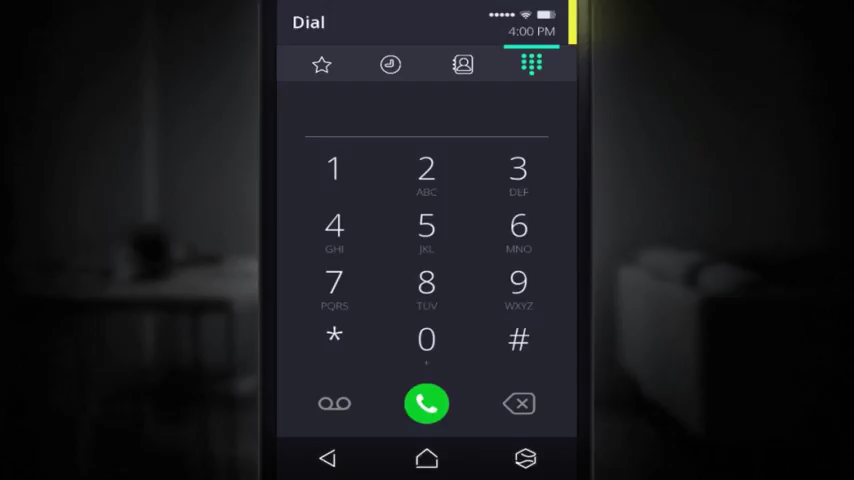 Dial
4:00 PM
1 2 3
ABC DEF
4 5 6
GHI JKL MNO
7 8 9
PQRS TUV WXYZ
* 0 #
+